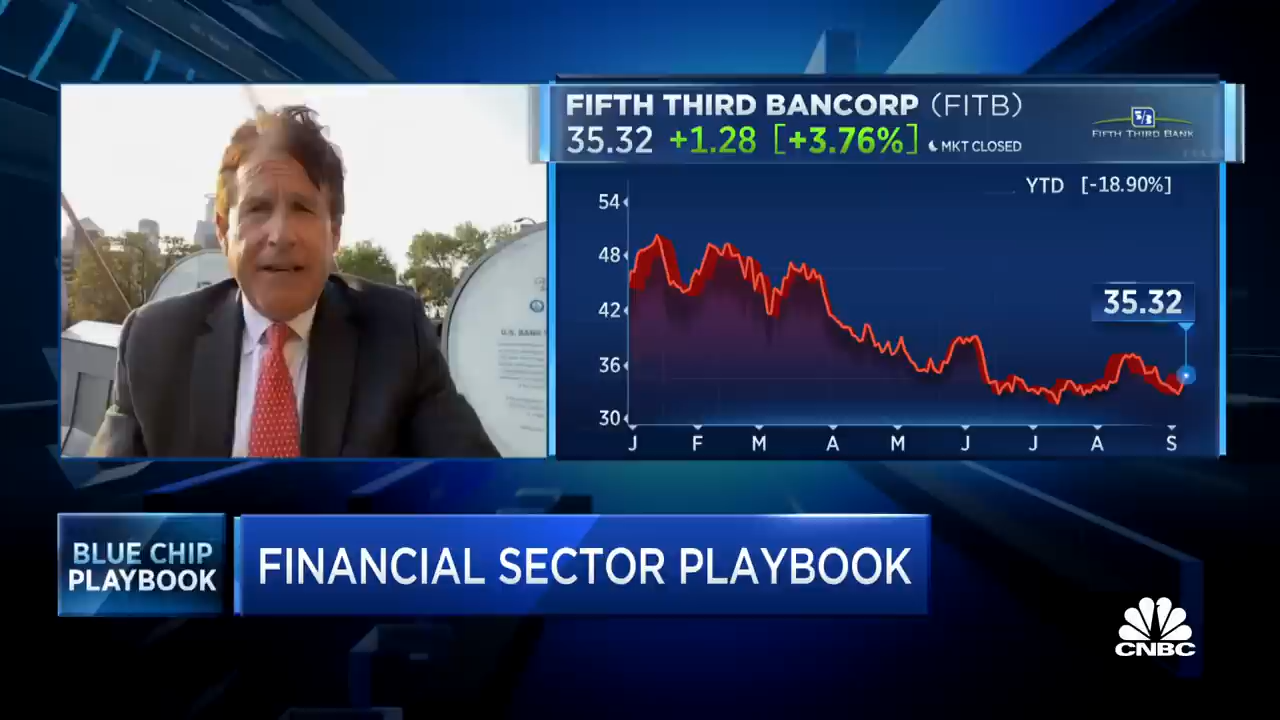 FIFTH THIRD BANCORP (FITB)
35.32 +1.28 [+3.76%] MKT CLOSED
FIFTH THIRD BANK
YTD [-18.90%]
54
48
42
36
30
35.32
J F M A M J J A S
U.S. BANK
BLUE CHIP
PLAYBOOK
FINANCIAL SECTOR PLAYBOOK
CNBC